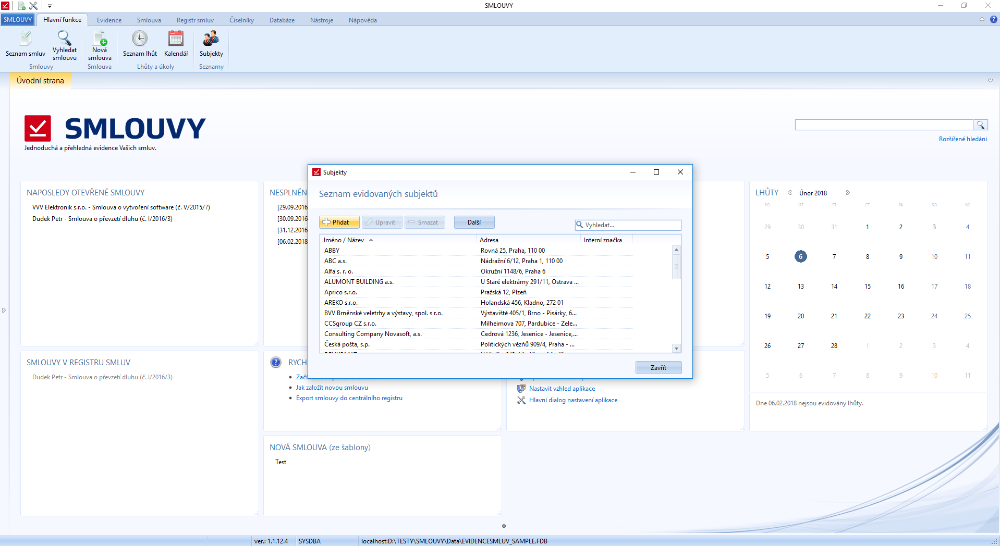 SMLOUVY
SMLOUVY
Hlavní funkce
Evidence
Smlouva
Registr smluv
Číselníky
Databáze
Nástroje
Nápověda
Seznam smluv
Vyhledat
smlouvu
Nová
smlouva
Seznam lhůt
Kalendář
Subjekty
Smlouvy
Smlouva
Lhůty a úkoly
Seznamy
Úvodní strana
SMLOUVY
Jednoduchá a přehledná evidence Vašich smluv.
Rozšířené hledání
NAPOSLEDY OTEVŘENÉ SMLOUVY
VVV Elektronik s.r.o. - Smlouva o vytvoření software (č. V/2015/7)
Dudek Petr - Smlouva o převzetí dluhu (č. I/2016/3)
NESPLNĚN
[29.09.2016
[30.09.2016
[31.12.2016
[06.02.2018
Subjekty
Seznam evidovaných subjektů
Přidat
Upravit
Smazat
Další
Vyhledat...
Jméno / Název
Adresa
Interní značka
ABBY
Rovná 25, Praha, 110 00
ABC a.s.
Nádražní 6/12, Praha 1, 110 00
Alfa s. r. o.
Okružní 1148/6, Praha 6
ALUMONT BUILDING a.s.
U Staré elektrárny 291/11, Ostrava ...
Aprico s.r.o.
Pražská 12, Plzeň
AREKO s.r.o.
Holandská 456, Kladno, 272 01
BVV Brněnské veletrhy a výstavy, spol. s r.o.
Výstaviště 405/1, Brno - Pisárky, 6...
CCSgroup CZ s.r.o.
Milheimova 707, Pardubice - Zele...
Consulting Company Novasoft, a.s.
Cedrová 1236, Jesenice - Jesenice,...
Česká pošta, s.p.
Politických vězňů 909/4, Praha - ...
Zavřít
LHŮTY
Únor 2018
PO ÚT ST ČT PÁ SO NE
29 30 31 1 2 3 4
5 6 7 8 9 10 11
12 13 14 15 16 17 18
19 20 21 22 23 24 25
26 27 28 1 2 3 4
5 6 7 8 9 10 11
Dne 06.02.2018 nejsou evidovány lhůty.
SMLOUVY V REGISTRU SMLUV
Dudek Petr - Smlouva o převzetí dluhu (č. I/2016/3)
RYCH
Jak založit novou smlouvu
Export smlouvy do centrálního registru
Nastavit vzhled aplikace
Hlavní dialog nastavení aplikace
NOVÁ SMLOUVA (ze šablony)
Test
ver.: 1.1.12.4
SYSDBA
localhost:D:\TESTY\SMLOUVY\Data\EVIDENCESMLUV_SAMPLE.FDB